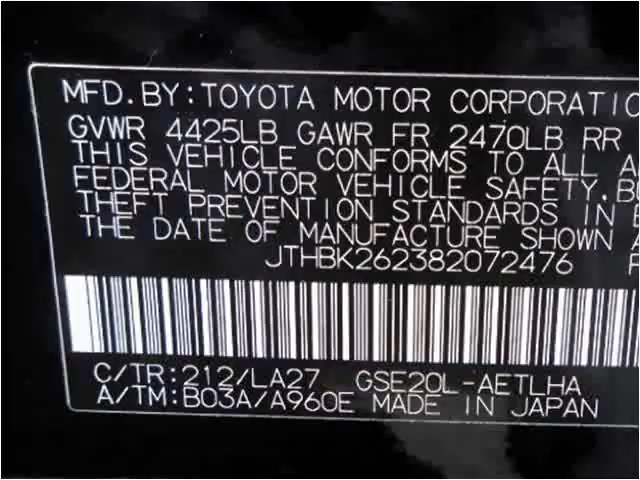 MFD.BY:TOYOTA MOTOR CORPORATIO
GVWR 4425LB GAWR FR 2470LB RR
THIS VEHICLE CONFORMS TO ALL A
FEDERAL MOTOR VEHICLE SAFETY,BU
THEFT PREVENTION STANDARDS IN
THE DATE OF MANUFACTURE SHOWN A
JTHBK262382072476
C/TR:212/LA27 GSE20L-AETLHA
A/TM:B03A/A960E MADE IN JAPAN